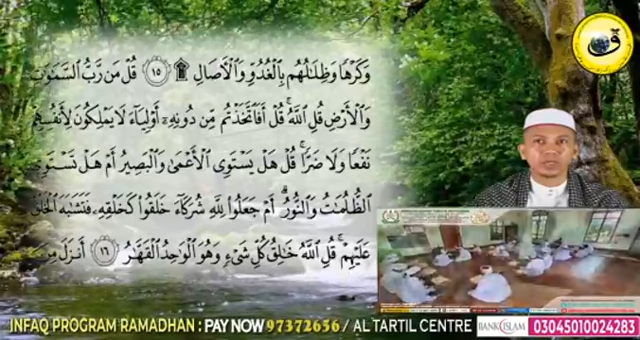 وَكَرْهًا وَظِلَـٰلُهُم بِٱلْغُدُوِّ وَٱلْـَٔاصَالِ ۩ ١٥ قُلْ مَن رَّبُّ ٱلسَّمَـٰوَٰتِ
وَٱلْأَرْضِ قُلِ ٱللَّهُ ۚ قُلْ أَفَٱتَّخَذْتُم مِّن دُونِهِۦٓ أَوْلِيَآءَ لَا يَمْلِكُونَ لِأَنفُسِهِمْ
نَفْعًا وَلَا ضَرًّا ۚ قُلْ هَلْ يَسْتَوِى ٱلْأَعْمَىٰ وَٱلْبَصِيرُ أَمْ هَلْ تَسْتَوِى
ٱلظُّلُمَـٰتُ وَٱلنُّورُ ۗ أَمْ جَعَلُوا۟ لِلَّهِ شُرَكَآءَ خَلَقُوا۟ كَخَلْقِهِۦ فَتَشَـٰبَهَ ٱلْخَلْقُ
عَلَيْهِمْ ۚ قُلِ ٱللَّهُ خَـٰلِقُ كُلِّ شَىْءٍ وَهُوَ ٱلْوَٰحِدُ ٱلْقَهَّـٰرُ ١٦ أَنزَلَ مِنَ
INFAQ PROGRAM RAMADHAN : PAY NOW 97372656 / AL TARTIL CENTRE BANK ISLAM 03045010024283